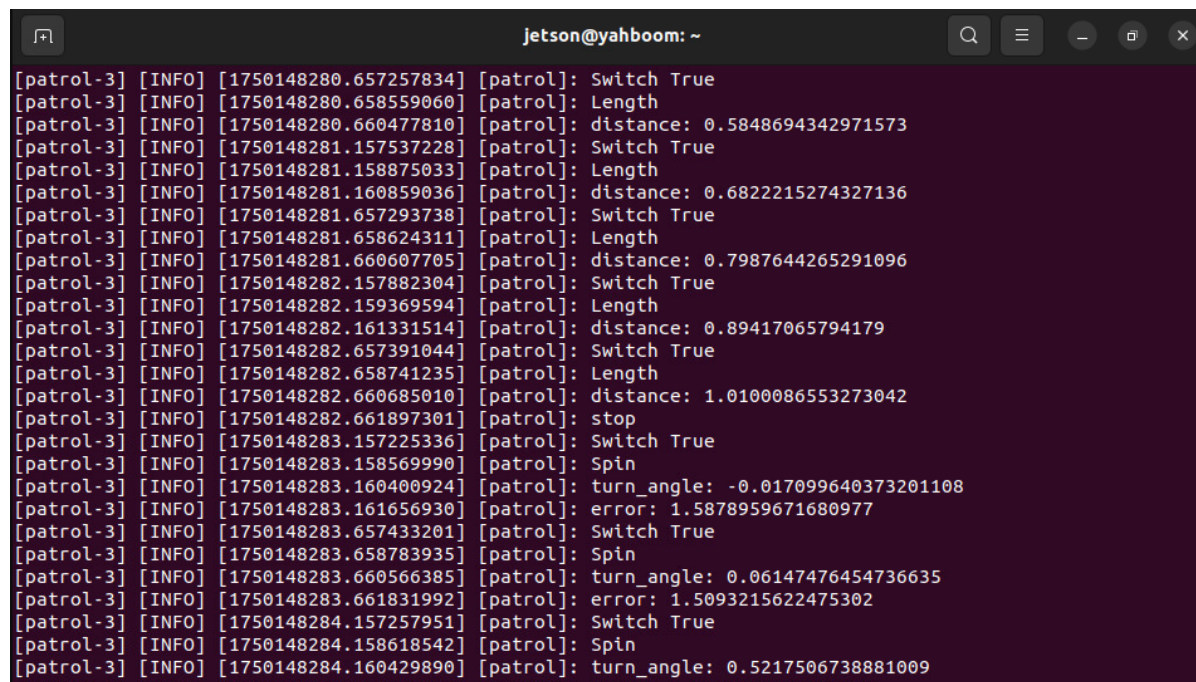 jetson@yahboom: ~
[patrol-3] [INFO] [1750148280.657257834] [patrol]: Switch True
[patrol-3] [INFO] [1750148280.658559060] [patrol]: Length
[patrol-3] [INFO] [1750148280.660477810] [patrol]: distance: 0.5848694342971573
[patrol-3] [INFO] [1750148281.157537228] [patrol]: Switch True
[patrol-3] [INFO] [1750148281.158875033] [patrol]: Length
[patrol-3] [INFO] [1750148281.160859036] [patrol]: distance: 0.6822215274327136
[patrol-3] [INFO] [1750148281.657293738] [patrol]: Switch True
[patrol-3] [INFO] [1750148281.658624311] [patrol]: Length
[patrol-3] [INFO] [1750148281.660607705] [patrol]: distance: 0.7987644265291096
[patrol-3] [INFO] [1750148282.157882304] [patrol]: Switch True
[patrol-3] [INFO] [1750148282.159369594] [patrol]: Length
[patrol-3] [INFO] [1750148282.161331514] [patrol]: distance: 0.89417065794179
[patrol-3] [INFO] [1750148282.657391044] [patrol]: Switch True
[patrol-3] [INFO] [1750148282.658741235] [patrol]: Length
[patrol-3] [INFO] [1750148282.660685010] [patrol]: distance: 1.0100086553273042
[patrol-3] [INFO] [1750148282.661897301] [patrol]: stop
[patrol-3] [INFO] [1750148283.157225336] [patrol]: Switch True
[patrol-3] [INFO] [1750148283.158569990] [patrol]: Spin
[patrol-3] [INFO] [1750148283.160400924] [patrol]: turn_angle: -0.017099640373201108
[patrol-3] [INFO] [1750148283.161656930] [patrol]: error: 1.5878959671680977
[patrol-3] [INFO] [1750148283.657433201] [patrol]: Switch True
[patrol-3] [INFO] [1750148283.658783935] [patrol]: Spin
[patrol-3] [INFO] [1750148283.660566385] [patrol]: turn_angle: 0.06147476454736635
[patrol-3] [INFO] [1750148283.661831992] [patrol]: error: 1.5093215622475302
[patrol-3] [INFO] [1750148284.157257951] [patrol]: Switch True
[patrol-3] [INFO] [1750148284.158618542] [patrol]: Spin
[patrol-3] [INFO] [1750148284.160429890] [patrol]: turn_angle: 0.5217506738881009